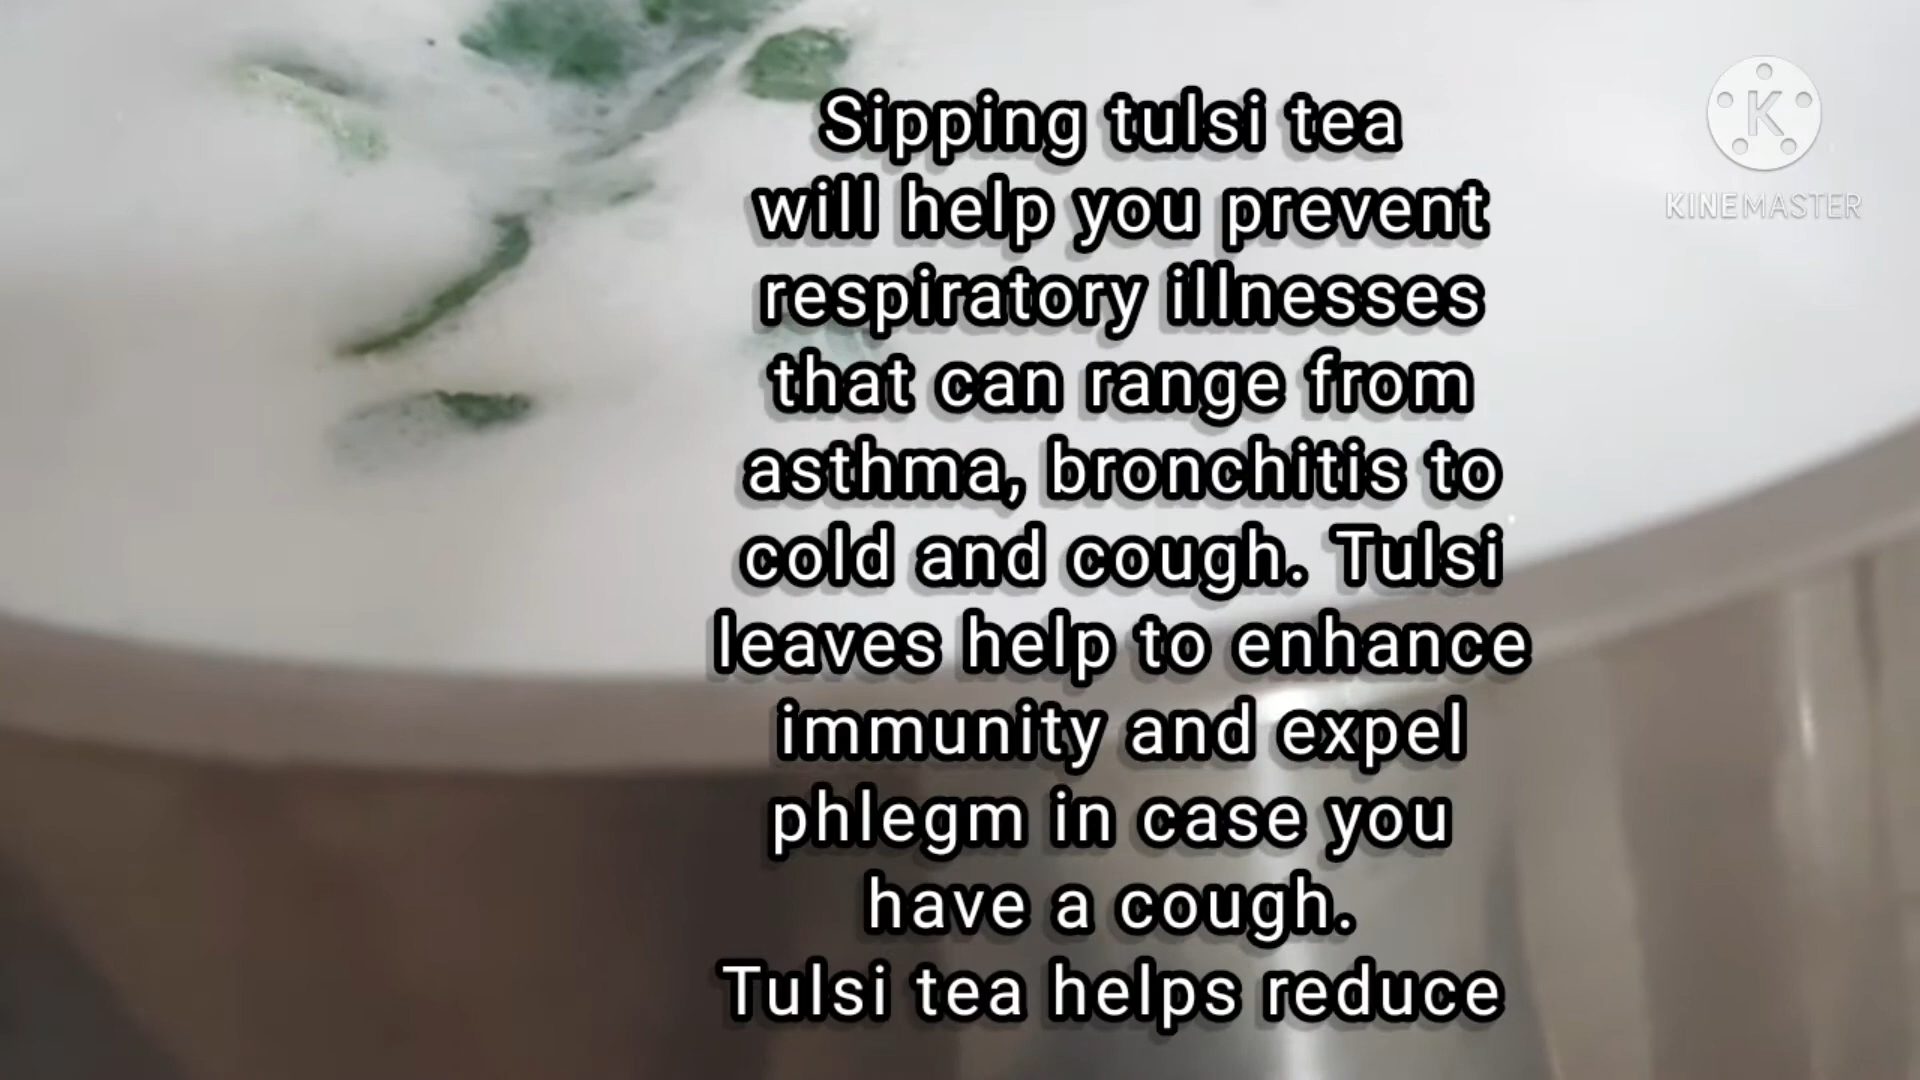 Sipping tulsi tea
will help you prevent
respiratory illnesses
that can range from
asthma, bronchitis to
cold and cough. Tulsi
leaves help to enhance
immunity and expel
phlegm in case you
have a cough.
Tulsi tea helps reduce
K
KINEMASTER